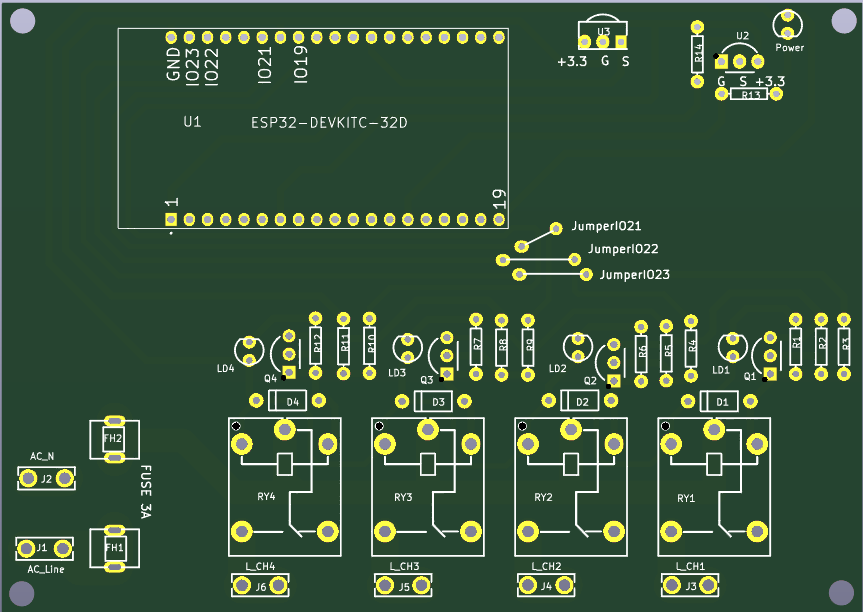 U3
+3.3 G S
R14
U2
Power
G S +3.3
R13
GND
IO23
IO22
IO21
IO19
U1 ESP32-DEVKITC-32D
1
19
JumperIO21
JumperIO22
JumperIO23
LD4
Q4
R12
R11
R10
LD3
Q3
R7
R8
R9
LD2
Q2
R6
R5
R4
LD1
Q1
R1
R2
R3
D4
D3
D2
D1
FH2
AC_N
J2
FUSE 3A
RY4
RY3
RY2
RY1
J1
AC_Line
FH1
L_CH4
J6
L_CH3
J5
L_CH2
J4
L_CH1
J3